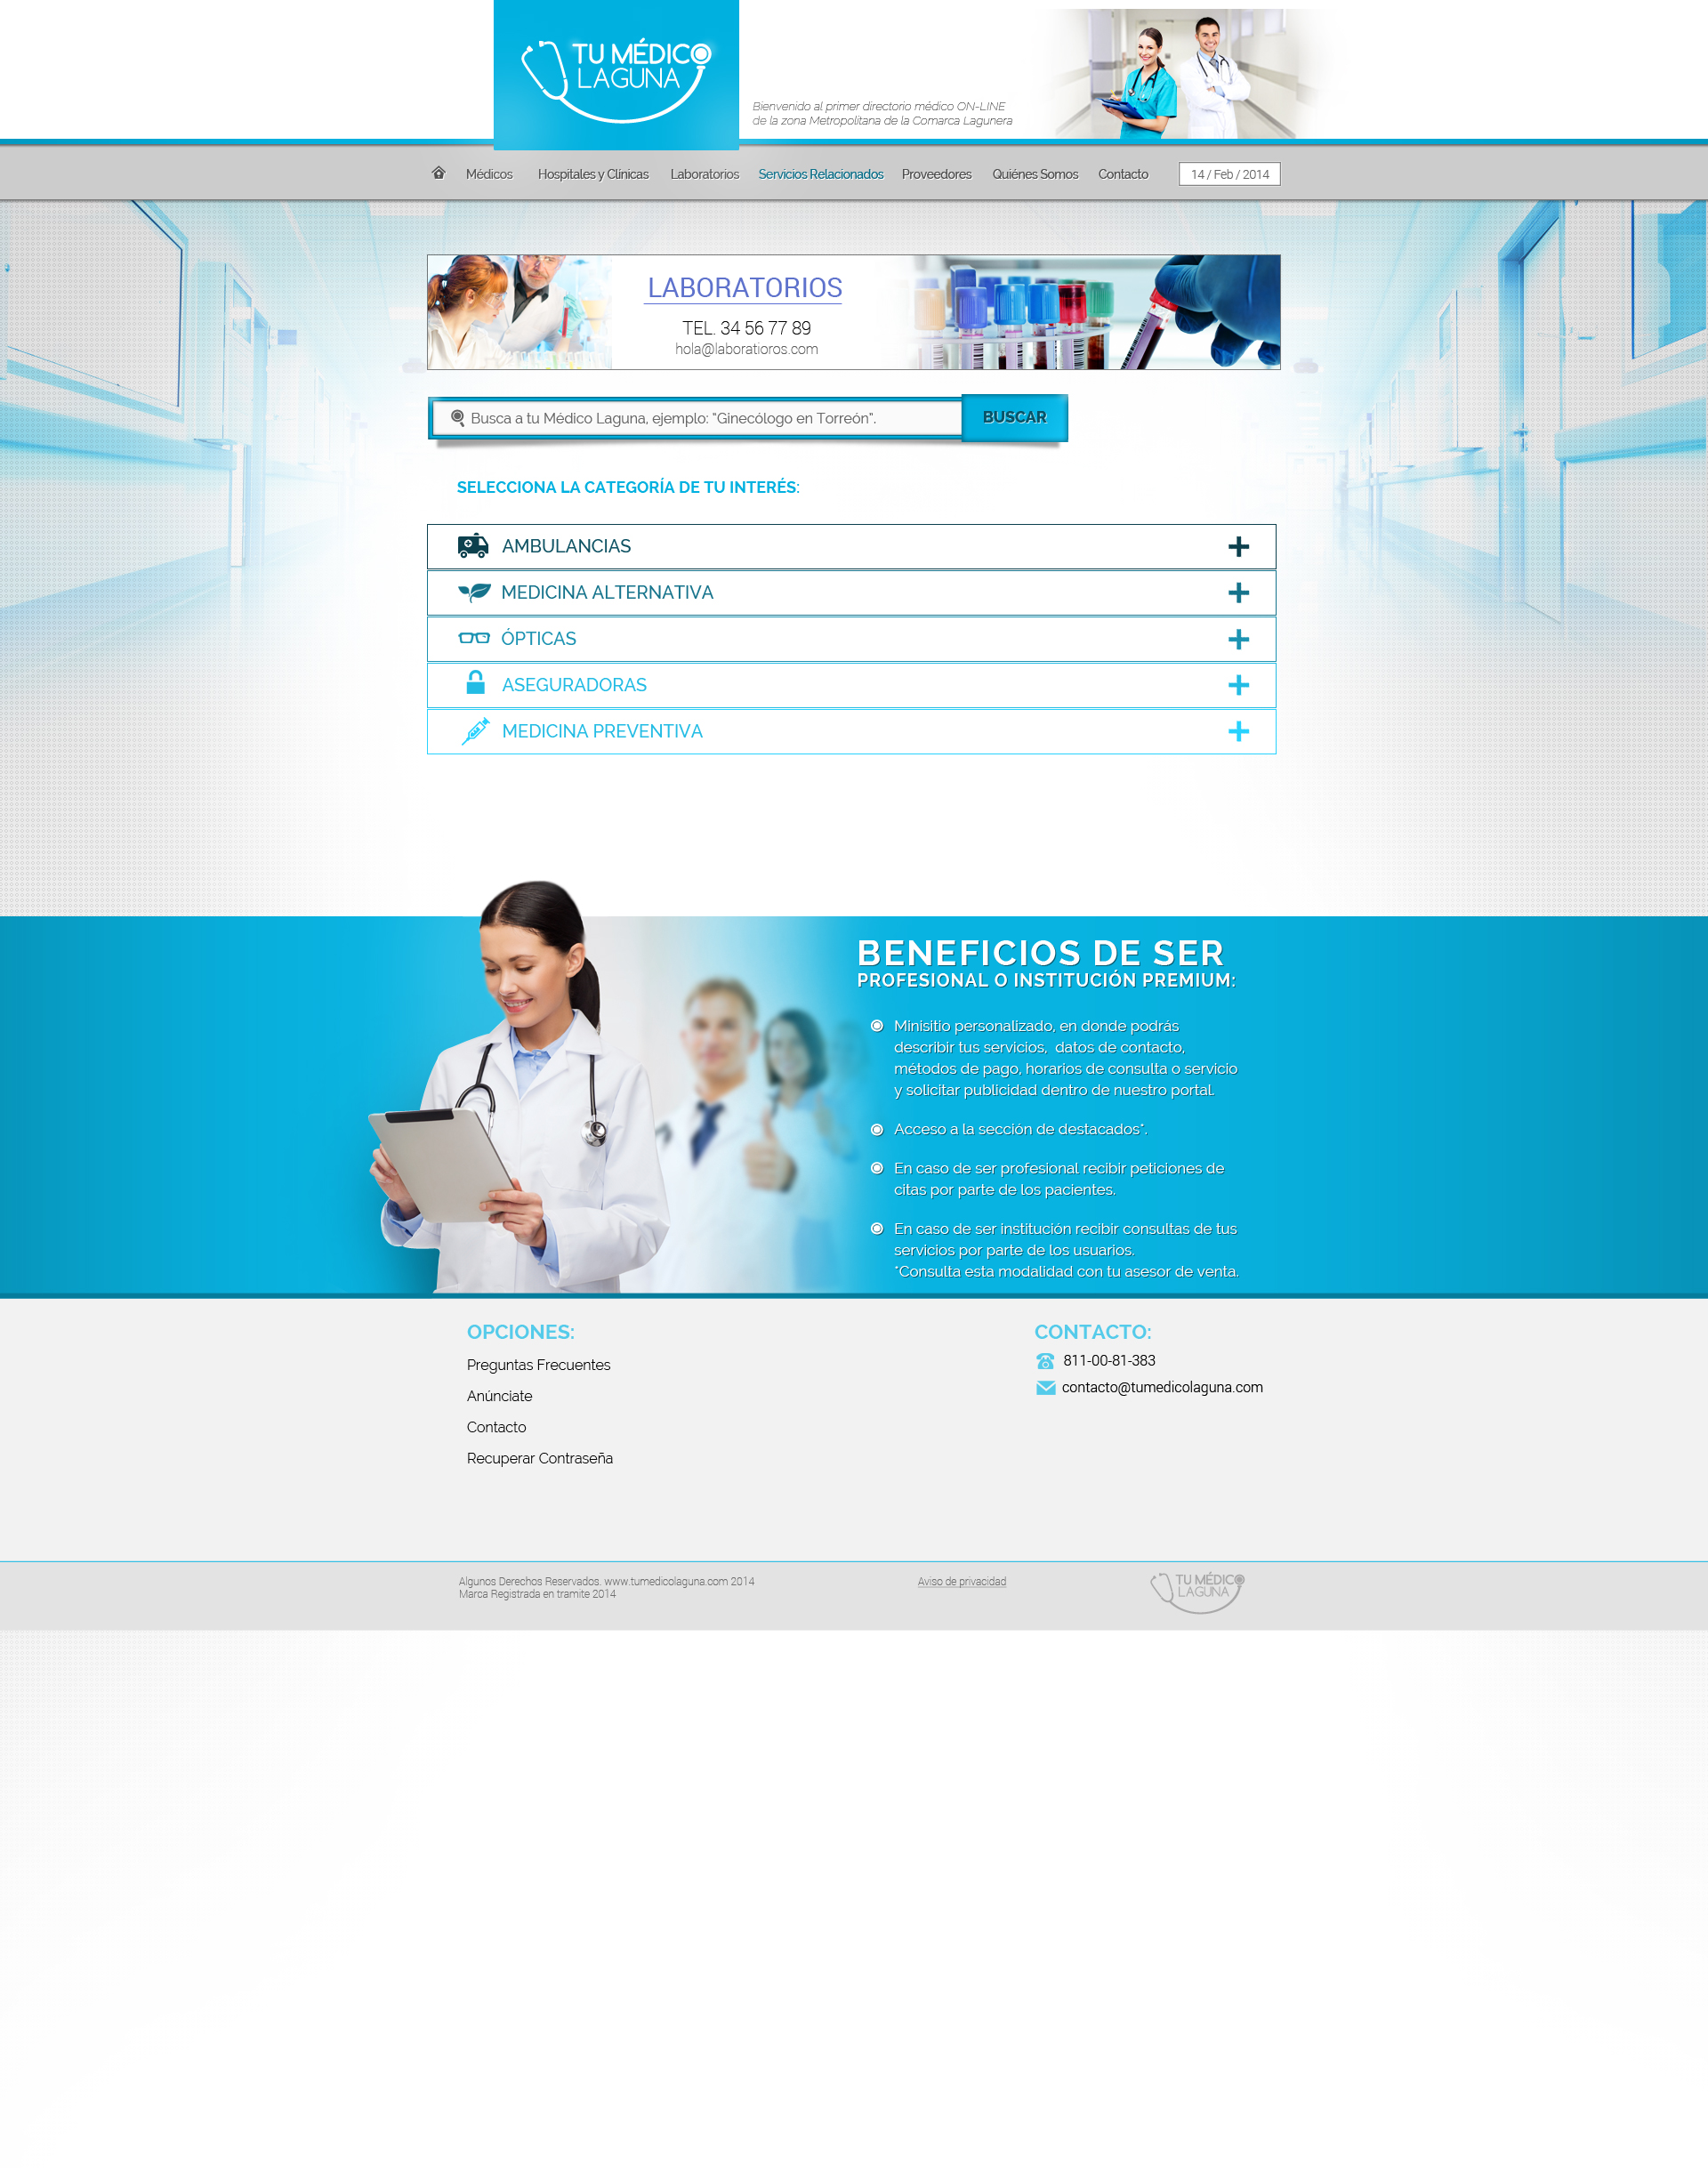 TU MÉDICO
LAGUNA
Bienvenido al primer directorio médico ON-LINE
de la zona Metropolitana de la Comarca Lagunera
Médicos Hospitales y Clínicas Laboratorios Servicios Relacionados Proveedores Quiénes Somos Contacto 14 / Feb / 2014
LABORATORIOS
TEL. 34 56 77 89
hola@laboratioros.com
Busca a tu Médico Laguna, ejemplo: "Ginecólogo en Torreón".
BUSCAR
SELECCIONA LA CATEGORÍA DE TU INTERÉS:
AMBULANCIAS
MEDICINA ALTERNATIVA
ÓPTICAS
ASEGURADORAS
MEDICINA PREVENTIVA
BENEFICIOS DE SER
PROFESIONAL O INSTITUCIÓN PREMIUM:
Minisitio personalizado, en donde podrás
describir tus servicios, datos de contacto,
métodos de pago, horarios de consulta o servicio
y solicitar publicidad dentro de nuestro portal.
Acceso a la sección de destacados*.
En caso de ser profesional recibir peticiones de
citas por parte de los pacientes.
En caso de ser institución recibir consultas de tus
servicios por parte de los usuarios.
*Consulta esta modalidad con tu asesor de venta.
OPCIONES:
Preguntas Frecuentes
Anúnciate
Contacto
Recuperar Contraseña
CONTACTO:
811-00-81-383
contacto@tumedicolaguna.com
Algunos Derechos Reservados. www.tumedicolaguna.com 2014
Marca Registrada en tramite 2014
Aviso de privacidad
TU MÉDICO
LAGUNA